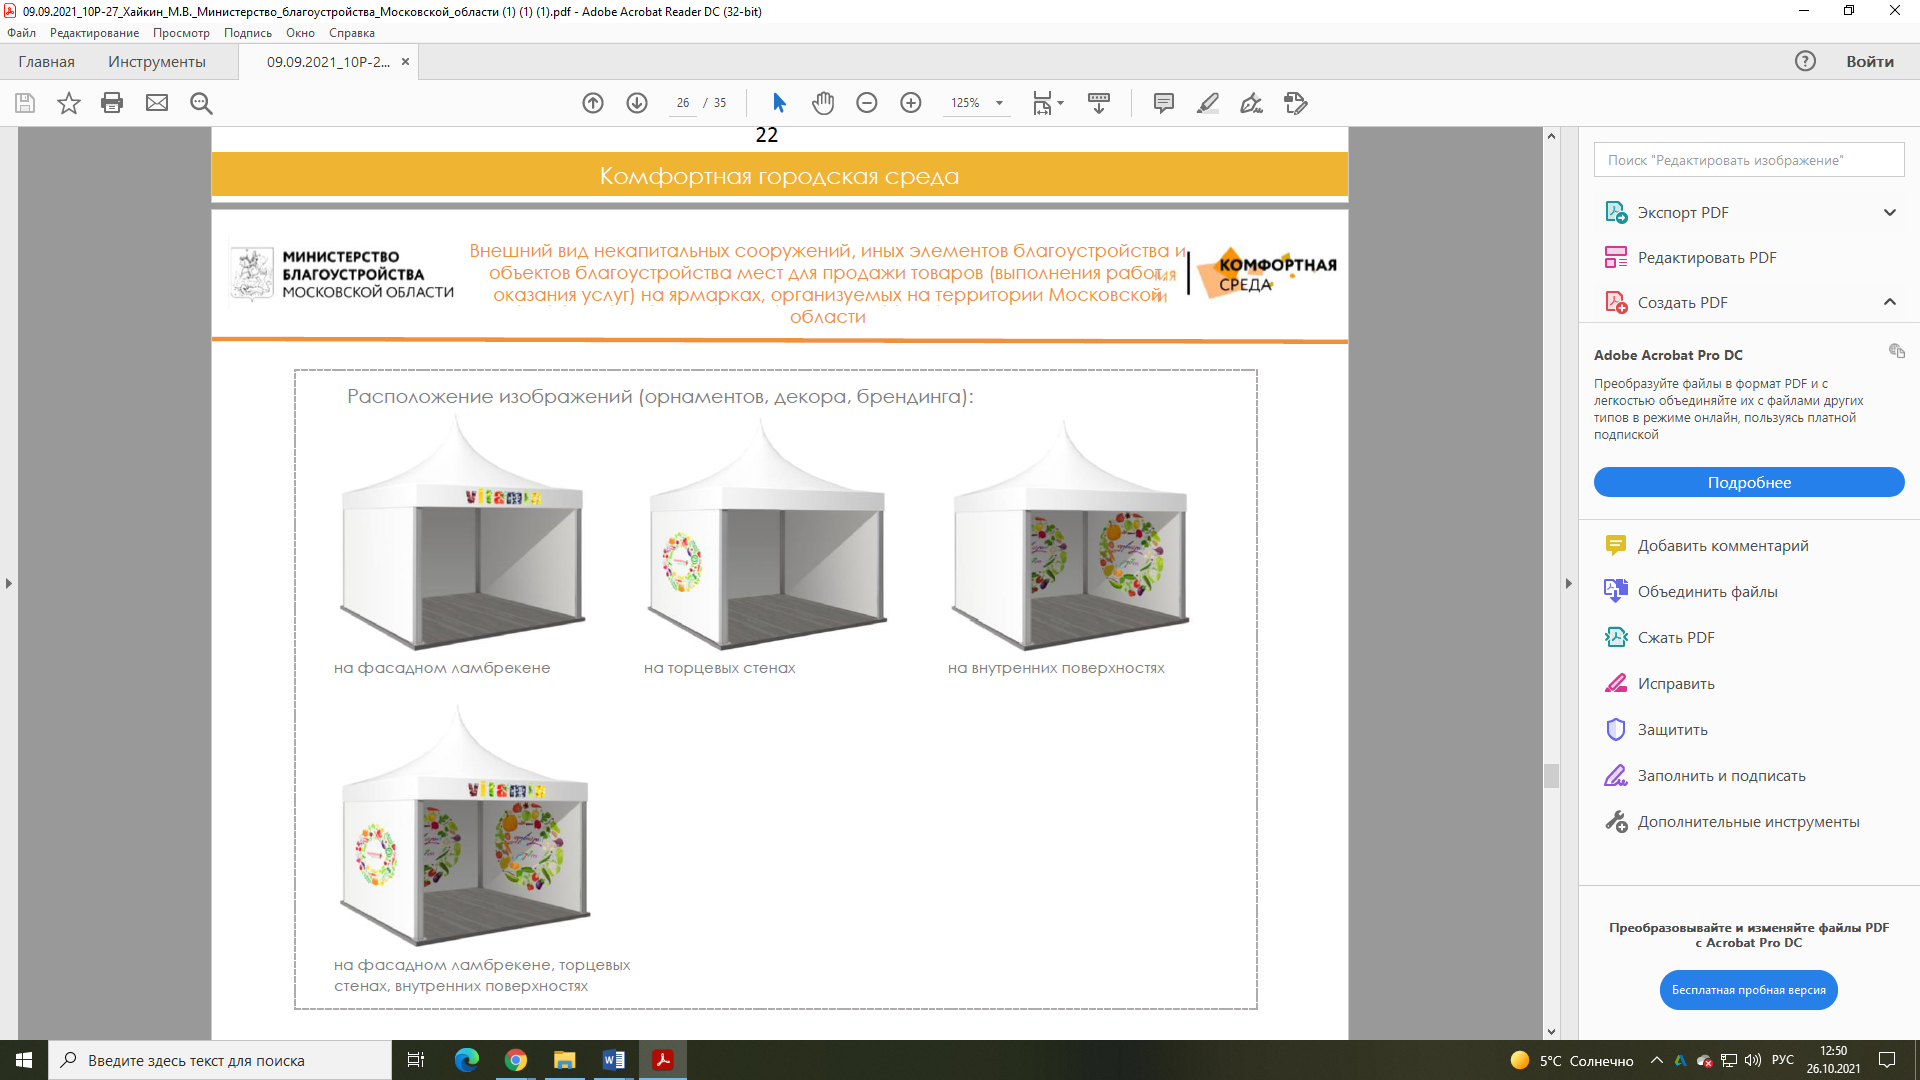 09.09.2021_10Р-27_Хайкин_М.В._Министерство_благоустройства_Московской_области (1) (1) (1).pdf - Adobe Acrobat Reader DC (32-bit)
Файл Редактирование Просмотр Подпись Окно Справка
Главная Инструменты 09.09.2021_10Р-2... × Войти
26 / 35 125%
22
Комфортная городская среда
МИНИСТЕРСТВО
БЛАГОУСТРОЙСТВА
МОСКОВСКОЙ ОБЛАСТИ
Внешний вид некапитальных сооружений, иных элементов благоустройства и
объектов благоустройства мест для продажи товаров (выполнения работ,
оказания услуг) на ярмарках, организуемых на территории Московской
области
КОМФОРТНАЯ
СРЕДА
Расположение изображений (орнаментов, декора, брендинга):
vitamin
на фасадном ламбрекене
на торцевых стенах
на внутренних поверхностях
vitamin
на фасадном ламбрекене, торцевых
стенах, внутренних поверхностях
Поиск "Редактировать изображение"
Экспорт PDF
Редактировать PDF
Создать PDF
Adobe Acrobat Pro DC
Преобразуйте файлы в формат PDF и с
легкостью объединяйте их с файлами других
типов в режиме онлайн, пользуясь платной
подпиской
Подробнее
Добавить комментарий
Объединить файлы
Сжать PDF
Исправить
Защитить
Заполнить и подписать
Дополнительные инструменты
Преобразовывайте и изменяйте файлы PDF
с Acrobat Pro DC
Бесплатная пробная версия
Введите здесь текст для поиска
5°C Солнечно
РУС
12:50
26.10.2021